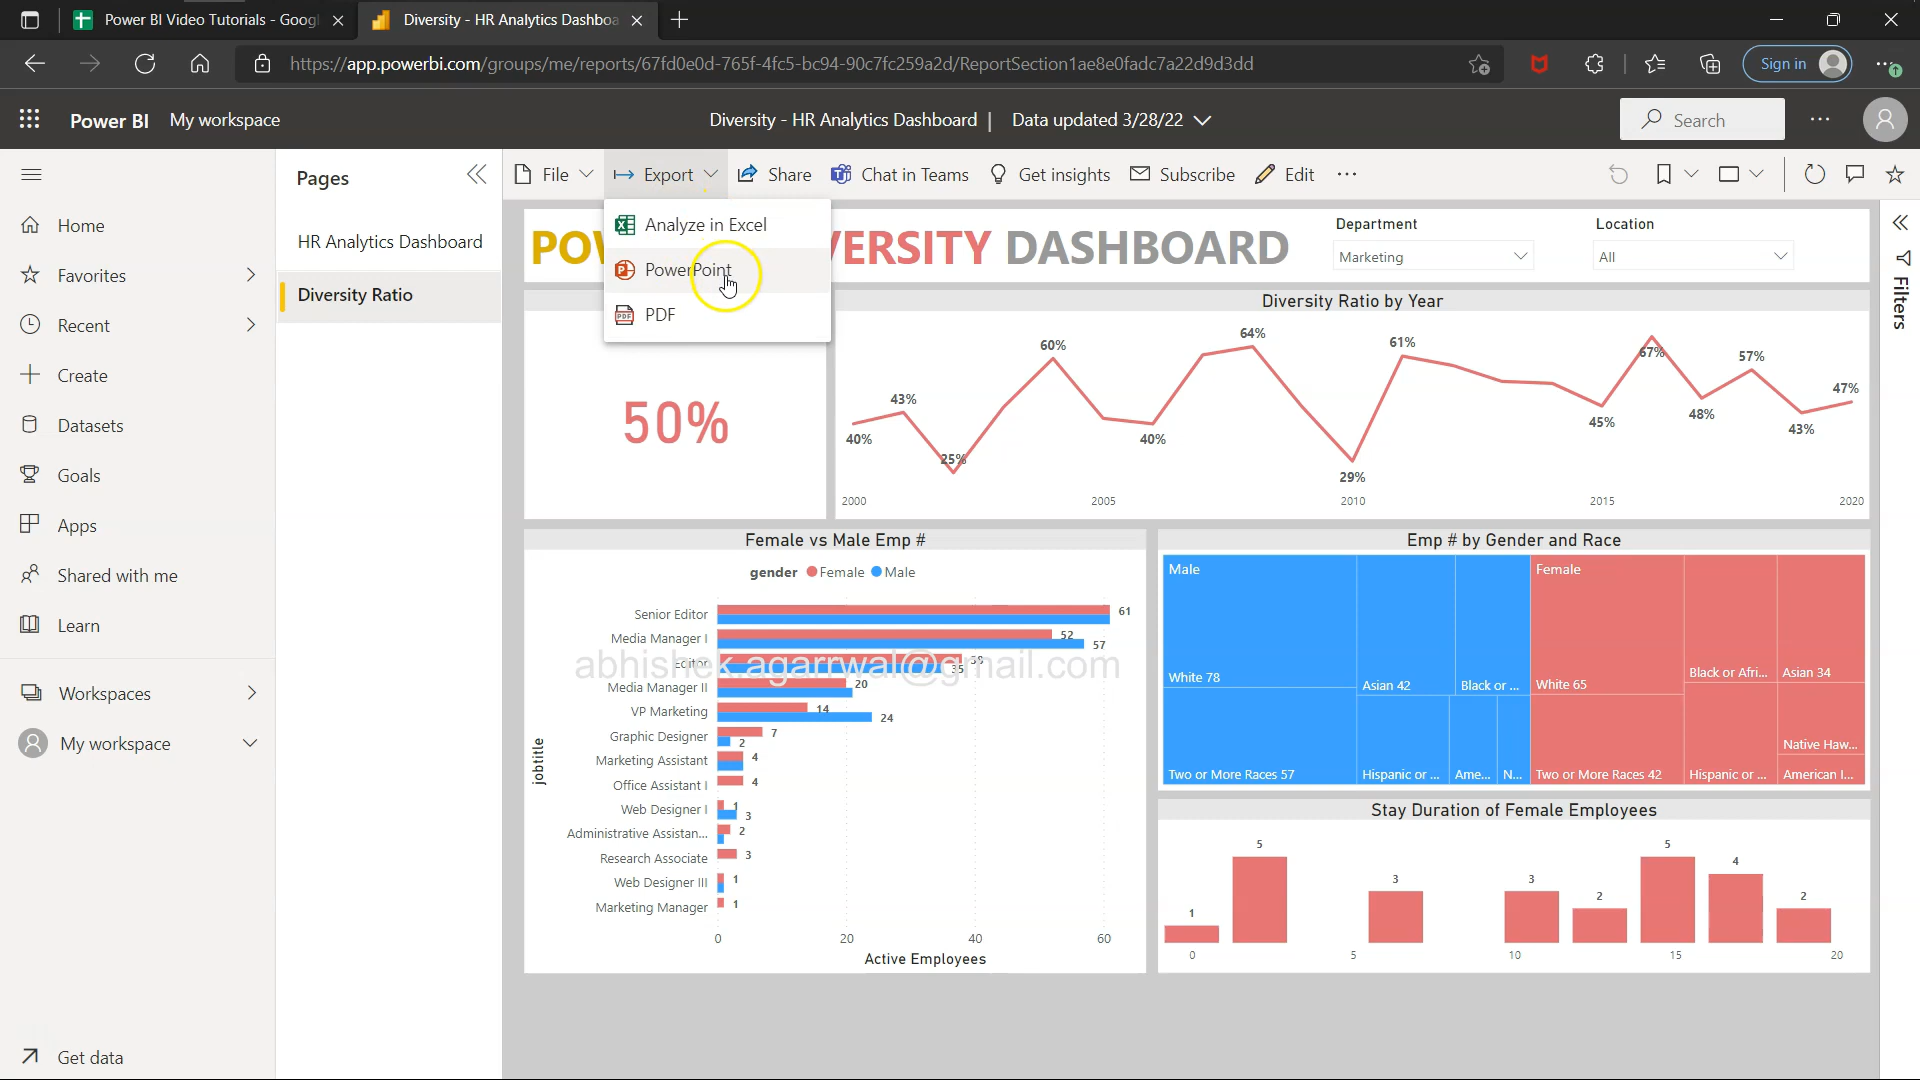 Power BI Video Tutorials - Googl
Diversity - HR Analytics Dashboa
https://app.powerbi.com/groups/me/reports/67fd0e0d-765f-4fc5-bc94-90c7fc259a2d/ReportSection1ae8e0fadc7a22d9d3dd
Sign in
Power BI My workspace
Diversity - HR Analytics Dashboard | Data updated 3/28/22
Search
Home
Favorites
Recent
Create
Datasets
Goals
Apps
Shared with me
Learn
Workspaces
My workspace
Get data
Pages
HR Analytics Dashboard
Diversity Ratio
File
Export
Share
Chat in Teams
Get insights
Subscribe
Edit
Analyze in Excel
PowerPoint
PDF
POW VERSITY DASHBOARD
Department
Marketing
Location
All
Filters
50%
Diversity Ratio by Year
40%
43%
25%
60%
40%
64%
29%
61%
45%
67%
48%
57%
43%
47%
2000 2005 2010 2015 2020
Female vs Male Emp #
gender Female Male
jobtitle
Senior Editor 61
Media Manager I 52 57
Editor 38 35
Media Manager II 20
VP Marketing 14 24
Graphic Designer 7 2
Marketing Assistant 4
Office Assistant I 4
Web Designer I 1 3
Administrative Assistan... 2
Research Associate 3
Web Designer III 1
Marketing Manager 1
0 20 40 60
Active Employees
abhishek.agarrwal@gmail.com
Emp # by Gender and Race
Male
White 78
Two or More Races 57
Asian 42
Black or ...
Hispanic or ...
Ame...
N...
Female
White 65
Two or More Races 42
Black or Afri...
Hispanic or ...
Asian 34
Native Haw...
American I...
Stay Duration of Female Employees
1 5 3 3 2 5 4 2
0 5 10 15 20